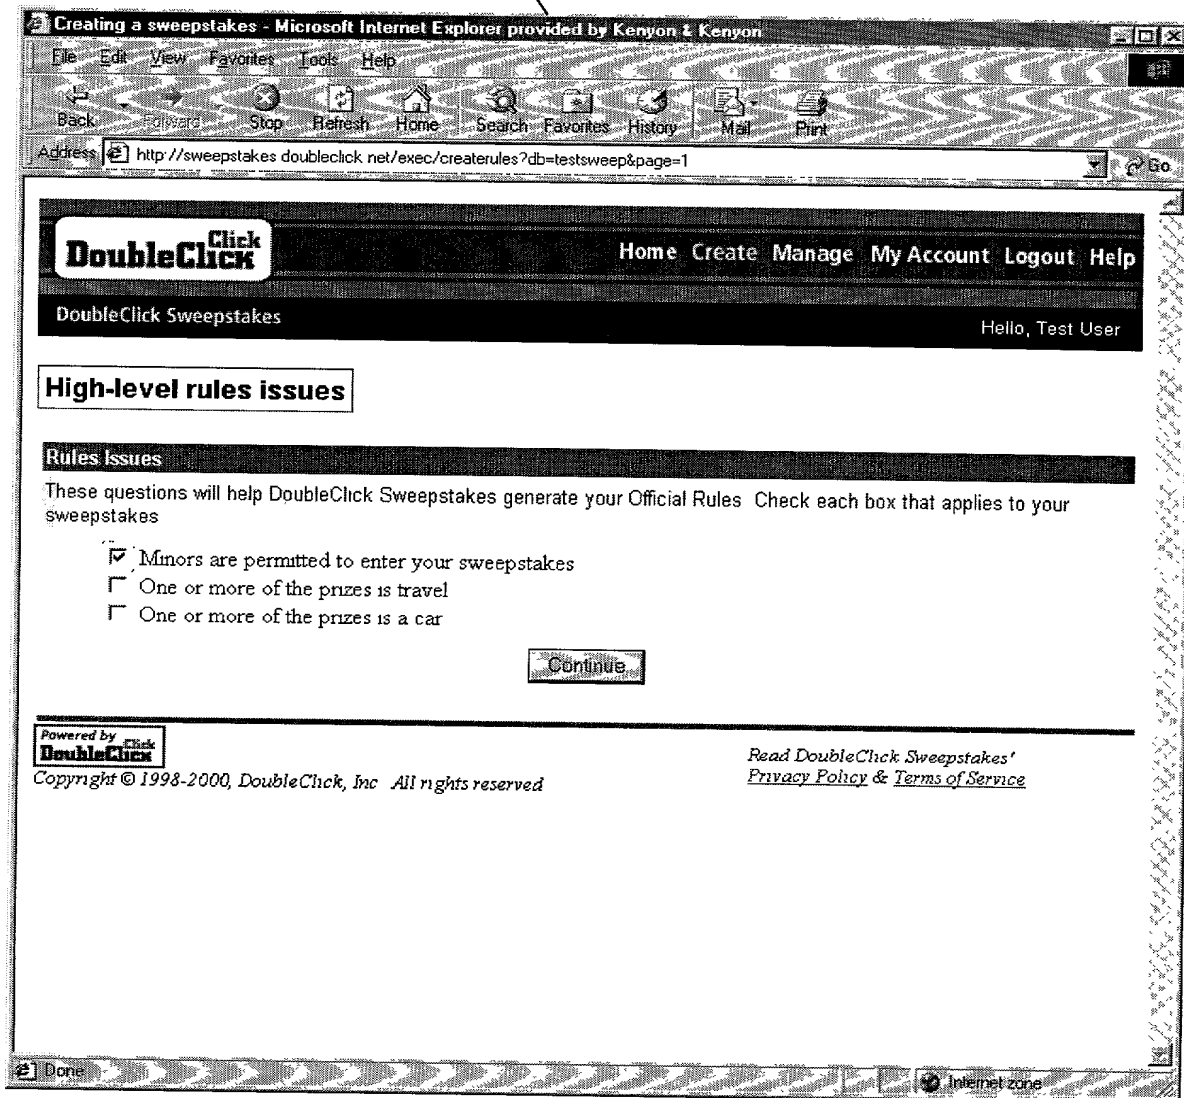 Creating a sweepstakes - Microsoft Internet Explorer provided by Kenyon & Kenyon
File Edit View Favorites Tools Help
Back Forward Stop Refresh Home Search Favorites History Mail Print
Address http://sweepstakes doubleclick net/exec/createrules?db=testsweep&page=1 Go
Click
DoubleClick
Home Create Manage My Account Logout Help
DoubleClick Sweepstakes
Hello, Test User
High-level rules issues
Rules Issues
These questions will help DoubleClick Sweepstakes generate your Official Rules Check each box that applies to your
sweepstakes
Minors are permitted to enter your sweepstakes
One or more of the prizes is travel
One or more of the prizes is a car
Continue
Powered by
Click
DoubleClick
Copyright © 1998-2000, DoubleClick, Inc All rights reserved
Read DoubleClick Sweepstakes'
Privacy Policy & Terms of Service
Done
Internet zone